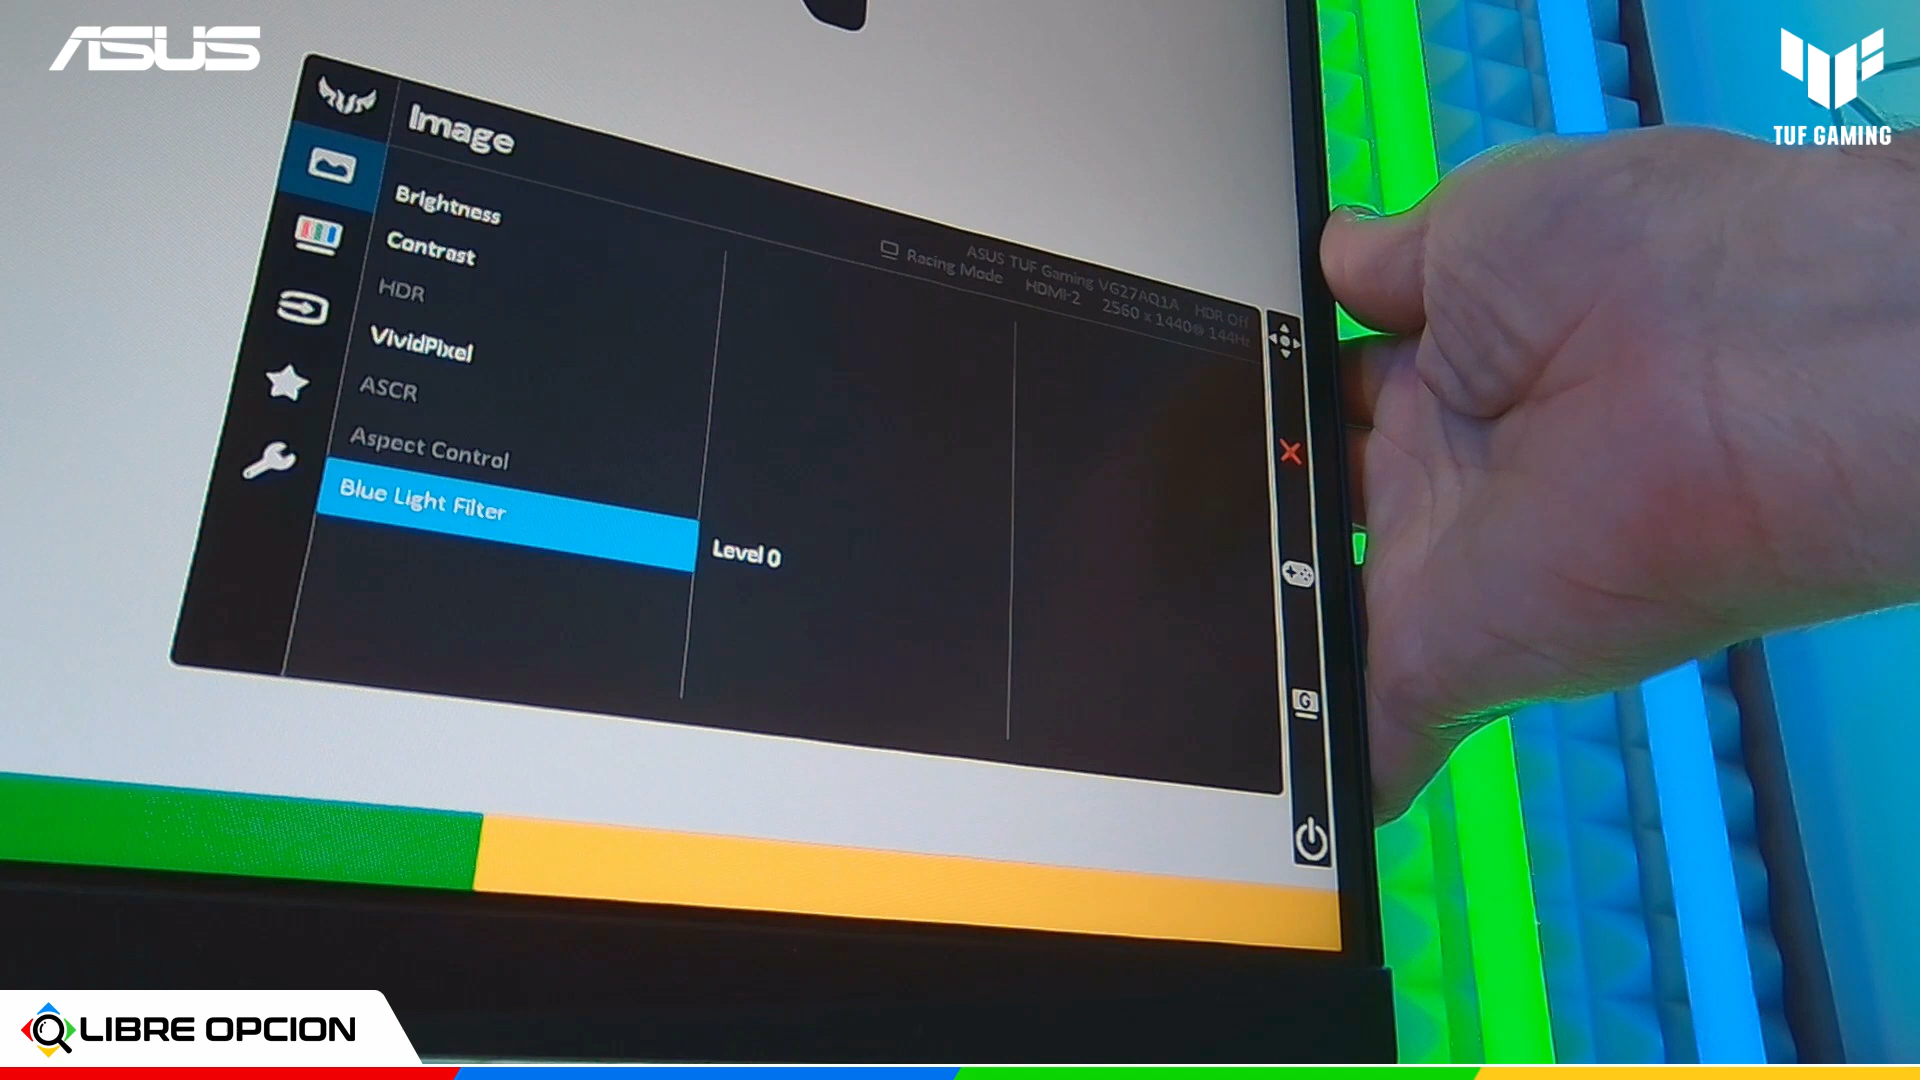 ASUS
TUF GAMING
Image
ASUS TUF Gaming VG27AQ1A HDR Off
Racing Mode HDMI-2 2560 x 1440@ 144Hz
Brightness
Contrast
HDR
VividPixel
ASCR
Aspect Control
Blue Light Filter
Level 0
G
LIBRE OPCION